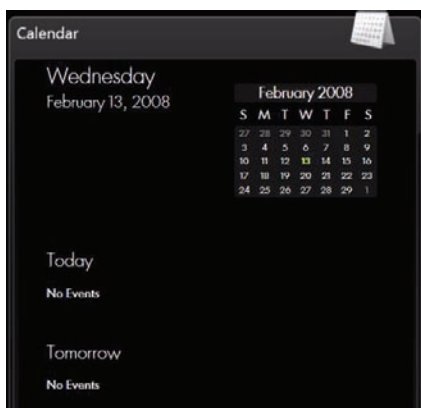 Calendar
Wednesday
February 13, 2008
February 2008
S M T W T F S
27 28 29 30 31 1 2
3 4 5 6 7 8 9
10 11 12 13 14 15 16
17 18 19 20 21 22 23
24 25 26 27 28 29 1
Today
No Events
Tomorrow
No Events